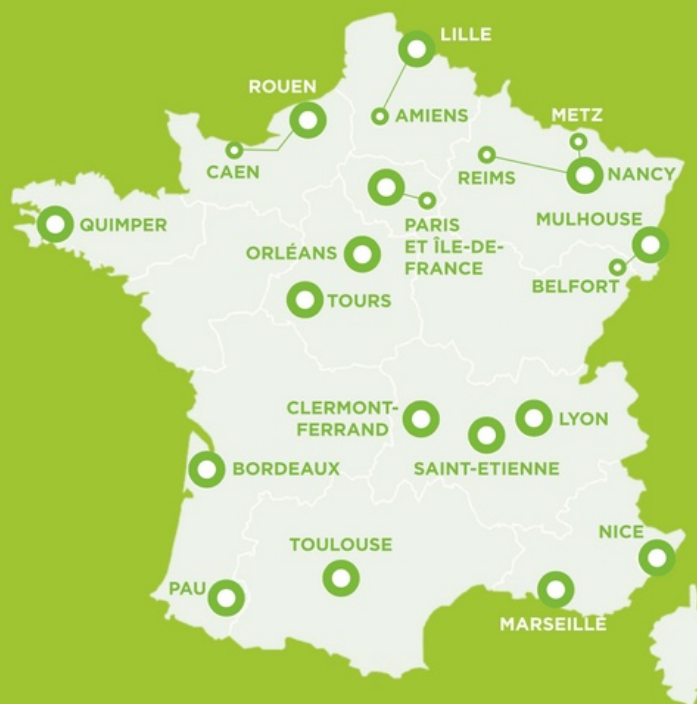 LILLE
ROUEN
AMIENS
METZ
CAEN
REIMS
NANCY
QUIMPER
PARIS
ET ÎLE-DE-
FRANCE
MULHOUSE
ORLÉANS
BELFORT
TOURS
CLERMONT-
FERRAND
LYON
SAINT-ETIENNE
BORDEAUX
NICE
TOULOUSE
PAU
MARSEILLE